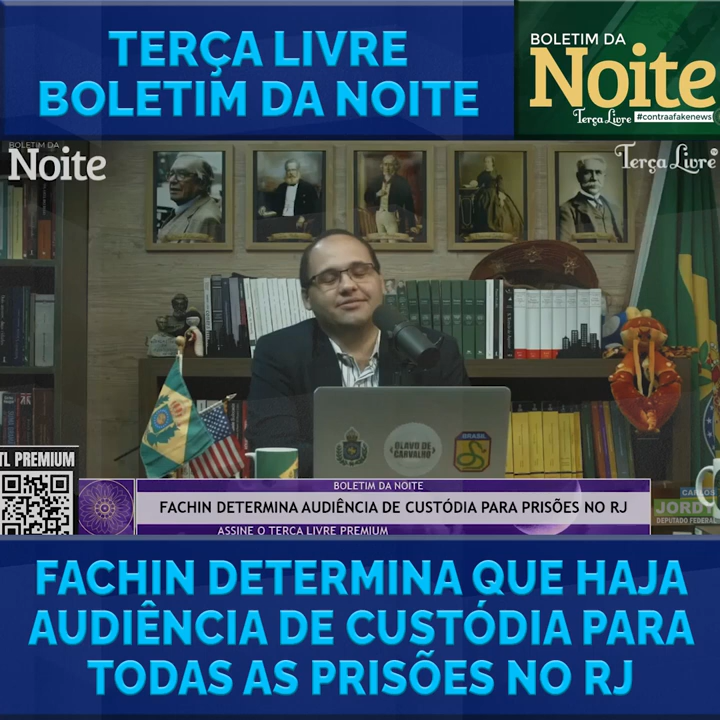 TERÇA LIVRE
BOLETIM DA NOITE
BOLETIM DA
Noite
Terça Livre #contraafakenews
BOLETIM DA
Noite
Terça Livre
OLAVO DE
CARVALHO
BRASIL
TL PREMIUM
BOLETIM DA NOITE
FACHIN DETERMINA AUDIÊNCIA DE CUSTÓDIA PARA PRISÕES NO RJ
ASSINE O TERÇA LIVRE PREMIUM
CARLOS
JORDY
DEPUTADO FEDERAL
FACHIN DETERMINA QUE HAJA
AUDIÊNCIA DE CUSTÓDIA PARA
TODAS AS PRISÕES NO RJ